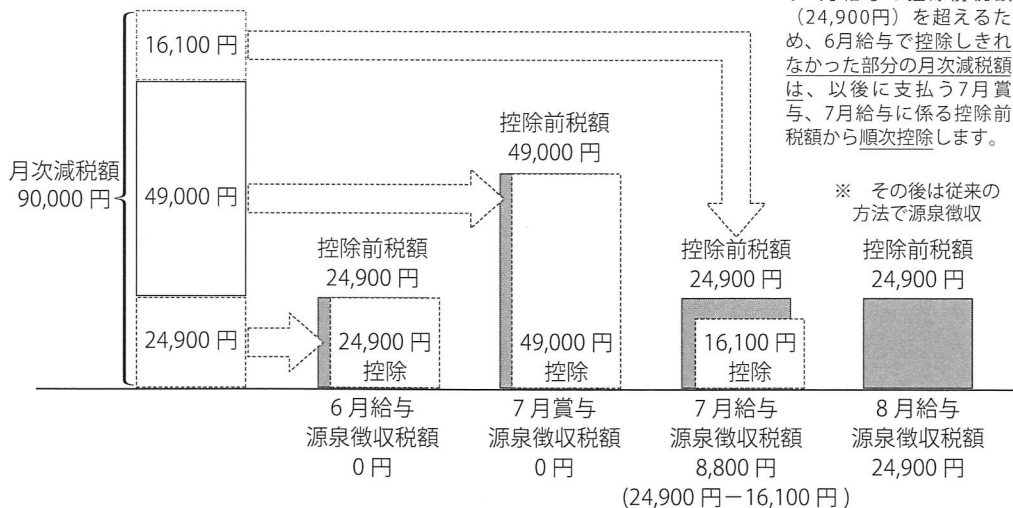 （24,900円）を超えるた
め、6月給与で控除しきれ
なかった部分の月次減税額
は、以後に支払う7月賞
与、7月給与に係る控除前
税額から順次控除します。
※　その後は従来の
方法で源泉徴収
月次減税額
90,000 円
16,100 円
49,000 円
24,900 円
控除前税額
24,900 円
24,900 円
控除
6 月給与
源泉徴収税額
0 円
控除前税額
49,000 円
49,000 円
控除
7 月賞与
源泉徴収税額
0 円
控除前税額
24,900 円
16,100 円
控除
7 月給与
源泉徴収税額
8,800 円
(24,900 円－16,100 円 )
控除前税額
24,900 円
8 月給与
源泉徴収税額
24,900 円